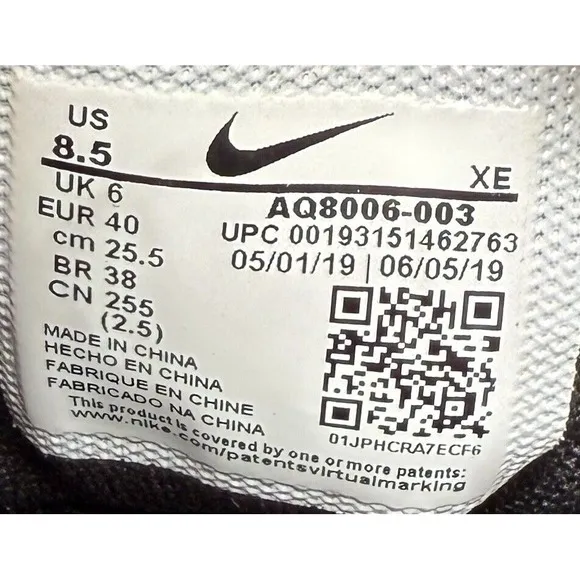 US
8.5
XE
UK 6
EUR 40
cm 25.5
BR 38
CN 255
(2.5)
AQ8006-003
UPC 00193151462763
05/01/19 | 06/05/19
01JPHCRA7ECF6
MADE IN CHINA
HECHO EN CHINA
FABRIQUE EN CHINE
FABRICADO NA CHINA
This product is covered by one or more patents:
www.nike.com/patentsvirtualmarking